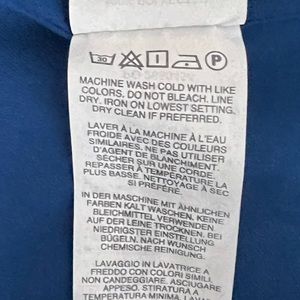 30
P
MACHINE WASH COLD WITH LIKE
COLORS. DO NOT BLEACH. LINE
DRY. IRON ON LOWEST SETTING.
DRY CLEAN IF PREFERRED.
LAVER À LA MACHINE À L'EAU
FROIDE AVEC DES COULEURS
SIMILAIRES. NE PAS UTILISER
D'AGENT DE BLANCHIMENT.
SÉCHER SUR UNE CORDE.
REPASSER À TEMPÉRATURE LA
PLUS BASSE. NETTOYAGE À SEC
SI PRÉFÉRÉ.
IN DER MASCHINE MIT ÄHNLICHEN
FARBEN KALT WASCHEN. KEINE
BLEICHMITTEL VERWENDEN
AUF DER LEINE TROCKNEN. BEI
NIEDRIGSTER EINSTELLUNG
BÜGELN. NACH WUNSCH
CHEMISCHE REINIGUNG.
LAVAGGIO IN LAVATRICE A
FREDDO CON COLORI SIMILI.
NON CANDEGGIARE. ASCIUGARE
APPESO. STIRATURA A
TEMPERATURA MINIMA. LAVA